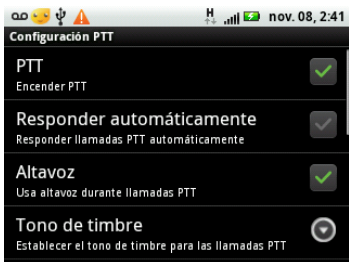 H nov. 08, 2:41
Configuración PTT
PTT
Encender PTT
Responder automáticamente
Responder llamadas PTT automáticamente
Altavoz
Usa altavoz durante llamadas PTT
Tono de timbre
Establecer el tono de timbre para las llamadas PTT